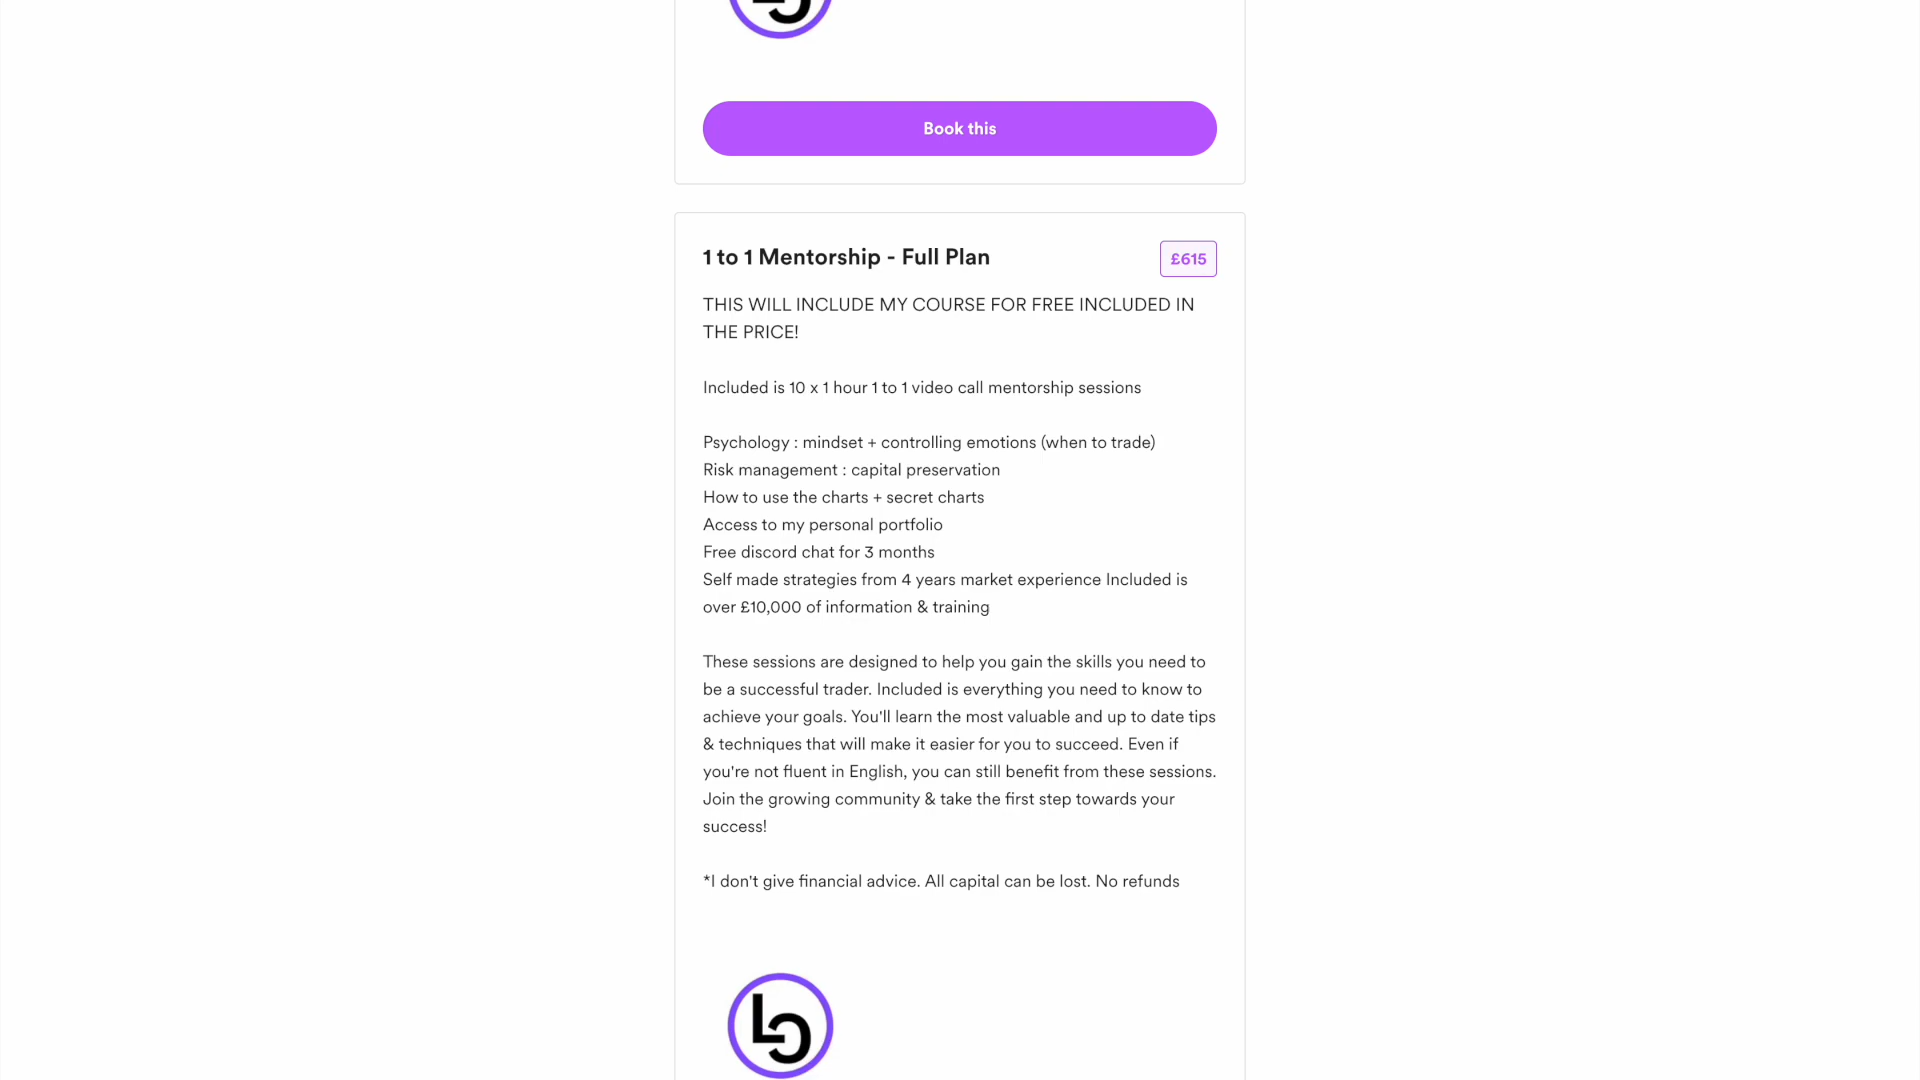 Book this
1 to 1 Mentorship - Full Plan
£615
THIS WILL INCLUDE MY COURSE FOR FREE INCLUDED IN
THE PRICE!
Included is 10 x 1 hour 1 to 1 video call mentorship sessions
Psychology : mindset + controlling emotions (when to trade)
Risk management : capital preservation
How to use the charts + secret charts
Access to my personal portfolio
Free discord chat for 3 months
Self made strategies from 4 years market experience Included is
over £10,000 of information & training
These sessions are designed to help you gain the skills you need to
be a successful trader. Included is everything you need to know to
achieve your goals. You'll learn the most valuable and up to date tips
& techniques that will make it easier for you to succeed. Even if
you're not fluent in English, you can still benefit from these sessions.
Join the growing community & take the first step towards your
success!
*I don't give financial advice. All capital can be lost. No refunds